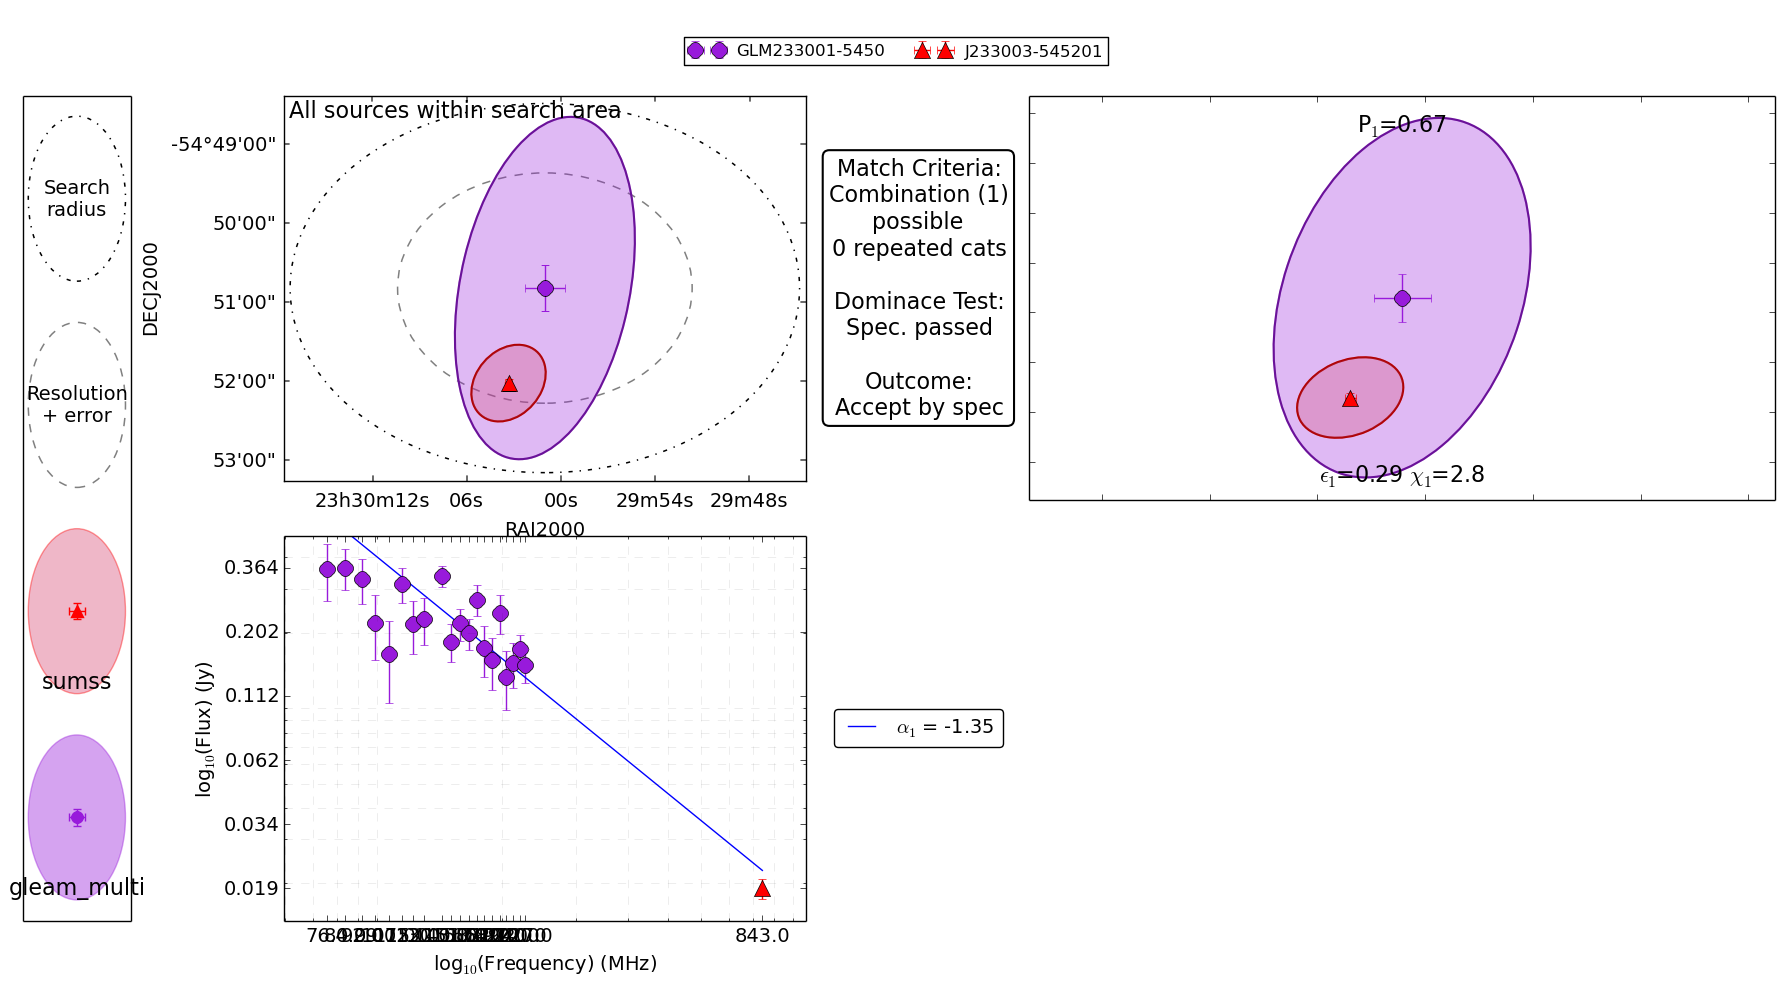 GLM233001-5450 J233003-545201
Search
radius
Resolution
+ error
sumss
gleam_multi
All sources within search area
DECJ2000
-54°49'00"
50'00"
51'00"
52'00"
53'00"
23h30m12s 06s 00s 29m54s 29m48s
RAJ2000
Match Criteria:
Combination (1)
possible
0 repeated cats
Dominace Test:
Spec. passed
Outcome:
Accept by spec
P₁=0.67
ϵ₁=0.29 χ₁=2.8
log₁₀(Flux) (Jy)
0.364
0.202
0.112
0.062
0.034
0.019
843.0
log₁₀(Frequency) (MHz)
α₁ = -1.35